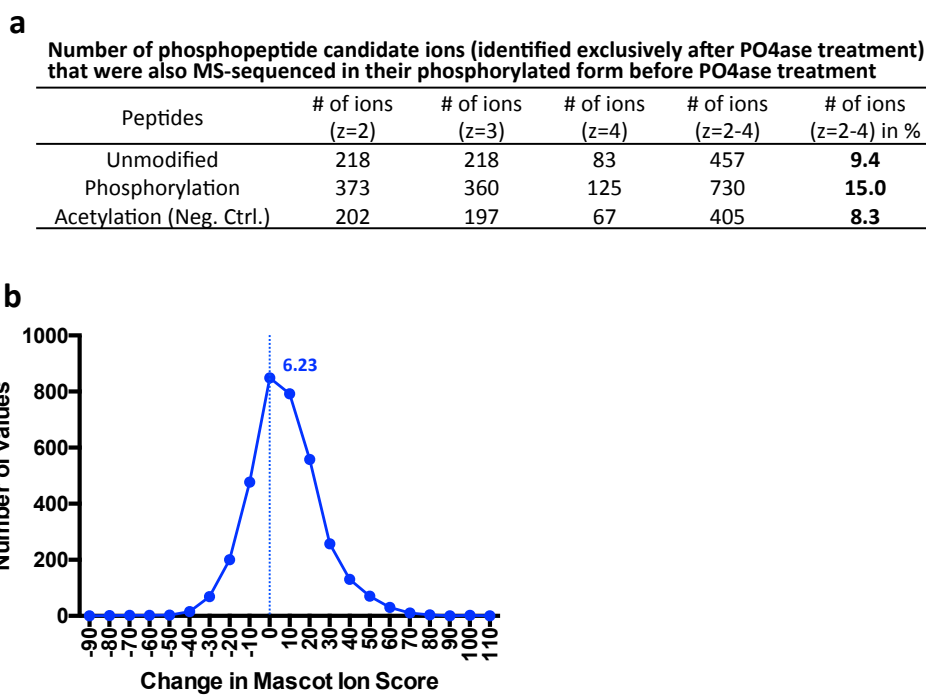 a
Number of phosphopeptide candidate ions (identified exclusively after PO4ase treatment)
that were also MS-sequenced in their phosphorylated form before PO4ase treatment
Peptides # of ions (z=2) # of ions (z=3) # of ions (z=4) # of ions (z=2-4) # of ions (z=2-4) in %
Unmodified 218 218 83 457 9.4
Phosphorylation 373 360 125 730 15.0
Acetylation (Neg. Ctrl.) 202 197 67 405 8.3
b
1000
800
600
400
200
0
Number of values
6.23
-90 -80 -70 -60 -50 -40 -30 -20 -10 0 10 20 30 40 50 60 70 80 90 100 110
Change in Mascot Ion Score